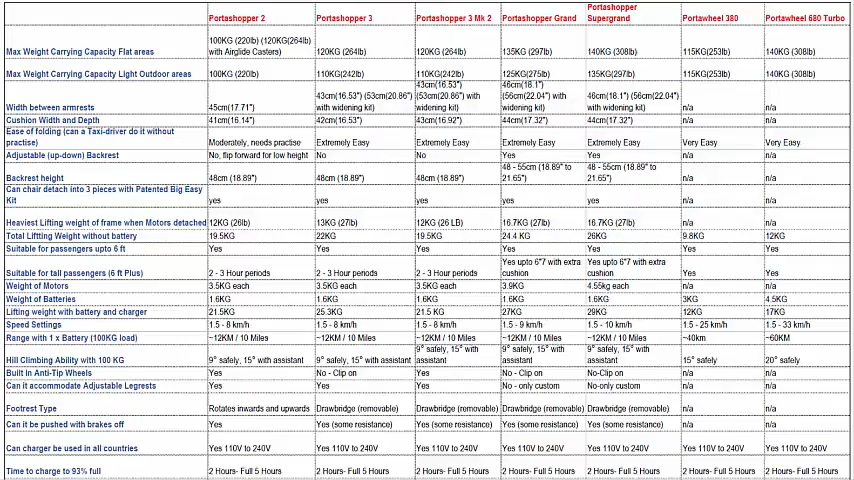 Portashopper 2 Portashopper 3 Portashopper 3 Mk 2 Portashopper Grand Portashopper Supergrand Portawheel 380 Portawheel 680 Turbo
Max Weight Carrying Capacity Flat areas 100KG (220lb) (120KG(264lb) with Airglide Casters) 120KG (264lb) 120KG (264lb) 135KG (297lb) 140KG (308lb) 115KG(253lb) 140KG (308lb)
Max Weight Carrying Capacity Light Outdoor areas 100KG (220lb) 110KG(242lb) 110KG(242lb) 125KG(275lb) 135KG(297lb) 115KG(253lb) 140KG (308lb)
Width between armrests 45cm(17.71") 43cm(16.53") (53cm(20.86") with widening kit) 43cm(16.53") (53cm(20.86") with widening kit) 46cm(18.1") (56cm(22.04") with widening kit) 46cm(18.1") (56cm(22.04") with widening kit) n/a n/a
Cushion Width and Depth 41cm(16.14") 42cm(16.53") 43cm(16.92") 44cm(17.32") 44cm(17.32") n/a n/a
Ease of folding (can a Taxi-driver do it without practise) Moderately, needs practise Extremely Easy Extremely Easy Extremely Easy Extremely Easy Very Easy Very Easy
Adjustable (up-down) Backrest No, flip forward for low height No No Yes Yes n/a n/a
Backrest height 48cm (18.89") 48cm (18.89") 48cm (18.89") 48 - 55cm (18.89" to 21.65") 48 - 55cm (18.89" to 21.65") n/a n/a
Can chair detach into 3 pieces with Patented Big Easy Kit yes yes yes yes yes n/a n/a
Heaviest Lifting weight of frame when Motors detached 12KG (26lb) 13KG (27lb) 12KG (26 LB) 16.7KG (27lb) 16.7KG (27lb) n/a n/a
Total Liftting Weight without battery 19.5KG 22KG 19.5KG 24.4 KG 26KG 9.8KG 12KG
Suitable for passengers upto 6 ft Yes Yes Yes Yes Yes Yes Yes
Suitable for tall passengers (6 ft Plus) 2 - 3 Hour periods 2 - 3 Hour periods 2 - 3 Hour periods Yes upto 6"7 with extra cushion Yes upto 6"7 with extra cushion Yes Yes
Weight of Motors 3.5KG each 3.5KG each 3.5KG each 3.9KG 4.55kg each n/a n/a
Weight of Batteries 1.6KG 1.6KG 1.6KG 1.6KG 1.6KG 3KG 4.5KG
Lifting weight with battery and charger 21.5KG 25.3KG 21.5 KG 27KG 29KG 12KG 17KG
Speed Settings 1.5 - 8 km/h 1.5 - 8 km/h 1.5 - 8 km/h 1.5 - 9 km/h 1.5 - 10 km/h 1.5 - 25 km/h 1.5 - 33 km/h
Range with 1 x Battery (100KG load) ~12KM / 10 Miles ~12KM / 10 Miles ~12KM / 10 Miles ~12KM / 10 Miles ~12KM / 10 Miles ~40km ~60KM
Hill Climbing Ability with 100 KG 9° safely, 15° with assistant 9° safely, 15° with assistant 9° safely, 15° with assistant 9° safely, 15° with assistant 9° safely, 15° with assistant 15° safely 20° safely
Built In Anti-Tip Wheels Yes No - Clip on Yes No - Clip on No-Clip on n/a n/a
Can it accommodate Adjustable Legrests Yes Yes Yes No - only custom No-only custom n/a n/a
Footrest Type Rotates inwards and upwards Drawbridge (removable) Drawbridge (removable) Drawbridge (removable) Drawbridge (removable) n/a n/a
Can it be pushed with brakes off Yes Yes (some resistance) Yes (some resistance) Yes (some resistance) Yes (some resistance) n/a n/a
Can charger be used in all countries Yes 110V to 240V Yes 110V to 240V Yes 110V to 240V Yes 110V to 240V Yes 110V to 240V Yes 110V to 240V Yes 110V to 240V
Time to charge to 93% full 2 Hours- Full 5 Hours 2 Hours- Full 5 Hours 2 Hours- Full 5 Hours 2 Hours- Full 5 Hours 2 Hours- Full 5 Hours 2 Hours- Full 5 Hours 2 Hours- Full 5 Hours